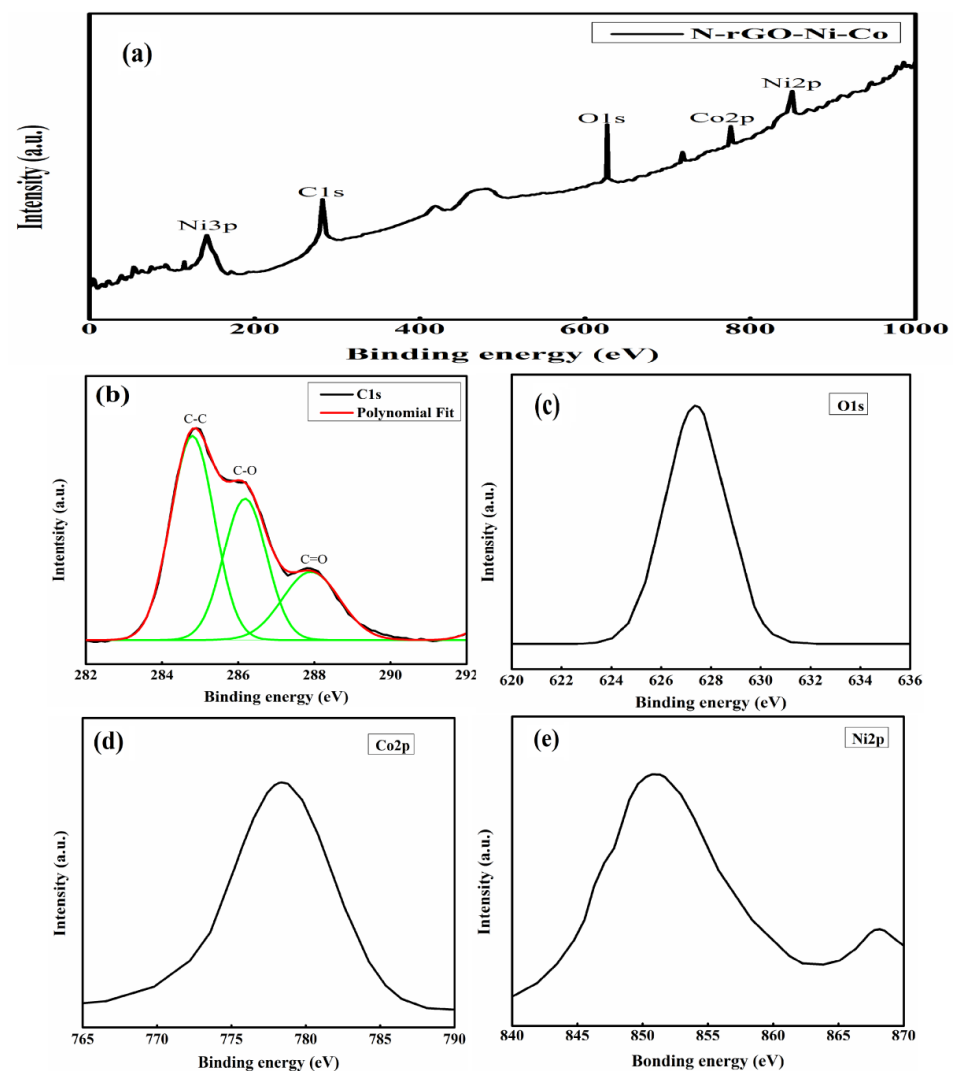 (a)
N-rGO-Ni-Co
Ni3p
C1s
O1s
Co2p
Ni2p
Intensity (a.u.)
0 200 400 600 800 1000
Binding energy (eV)
(b)
C1s
Polynomial Fit
C-C
C-O
C=O
Intentsity (a.u.)
282 284 286 288 290 292
Binding energy (eV)
(c)
O1s
Intensity (a.u.)
620 622 624 626 628 630 632 634 636
Binding energy (eV)
(d)
Co2p
Intensity (a.u.)
765 770 775 780 785 790
Binding energy (eV)
(e)
Ni2p
Intensity (a.u.)
840 845 850 855 860 865 870
Bonding energy (eV)